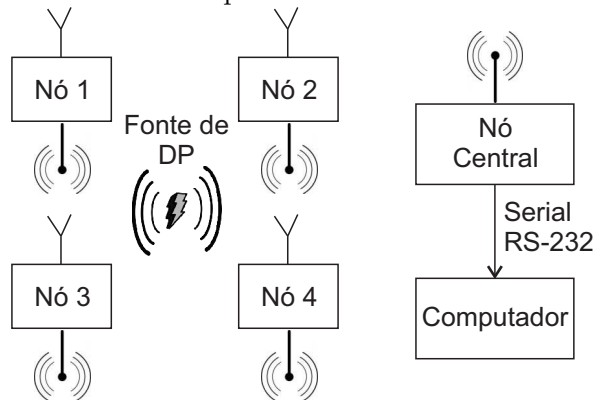 Nó 1
Nó 2
Fonte de
DP
Nó 3
Nó 4
Nó
Central
Serial
RS-232
Computador